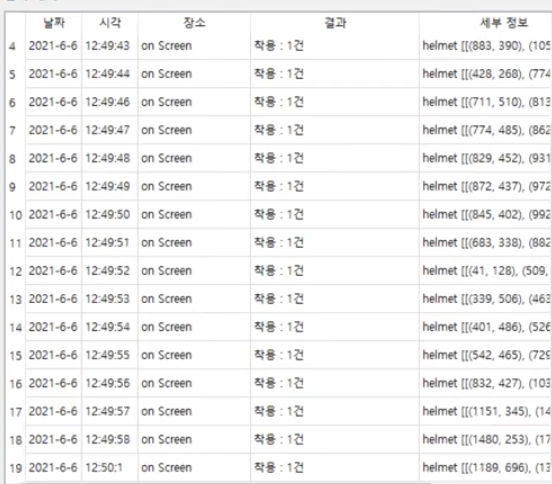 날짜 시각 장소 결과 세부 정보
4 2021-6-6 12:49:43 on Screen 착용 : 1건 helmet [[(883, 390), (105
5 2021-6-6 12:49:44 on Screen 착용 : 1건 helmet [[(428, 268), (774
6 2021-6-6 12:49:46 on Screen 착용 : 1건 helmet [[(711, 510), (813
7 2021-6-6 12:49:47 on Screen 착용 : 1건 helmet [[(774, 485), (862
8 2021-6-6 12:49:48 on Screen 착용 : 1건 helmet [[(829, 452), (931
9 2021-6-6 12:49:49 on Screen 착용 : 1건 helmet [[(872, 437), (972
10 2021-6-6 12:49:50 on Screen 착용 : 1건 helmet [[(845, 402), (992
11 2021-6-6 12:49:51 on Screen 착용 : 1건 helmet [[(683, 338), (882
12 2021-6-6 12:49:52 on Screen 착용 : 1건 helmet [[(41, 128), (509,
13 2021-6-6 12:49:53 on Screen 착용 : 1건 helmet [[(339, 506), (463
14 2021-6-6 12:49:54 on Screen 착용 : 1건 helmet [[(401, 486), (526
15 2021-6-6 12:49:55 on Screen 착용 : 1건 helmet [[(542, 465), (729
16 2021-6-6 12:49:56 on Screen 착용 : 1건 helmet [[(832, 427), (103
17 2021-6-6 12:49:57 on Screen 착용 : 1건 helmet [[(1151, 345), (14
18 2021-6-6 12:49:58 on Screen 착용 : 1건 helmet [[(1480, 253), (17
19 2021-6-6 12:50:1 on Screen 착용 : 1건 helmet [[(1189, 696), (13